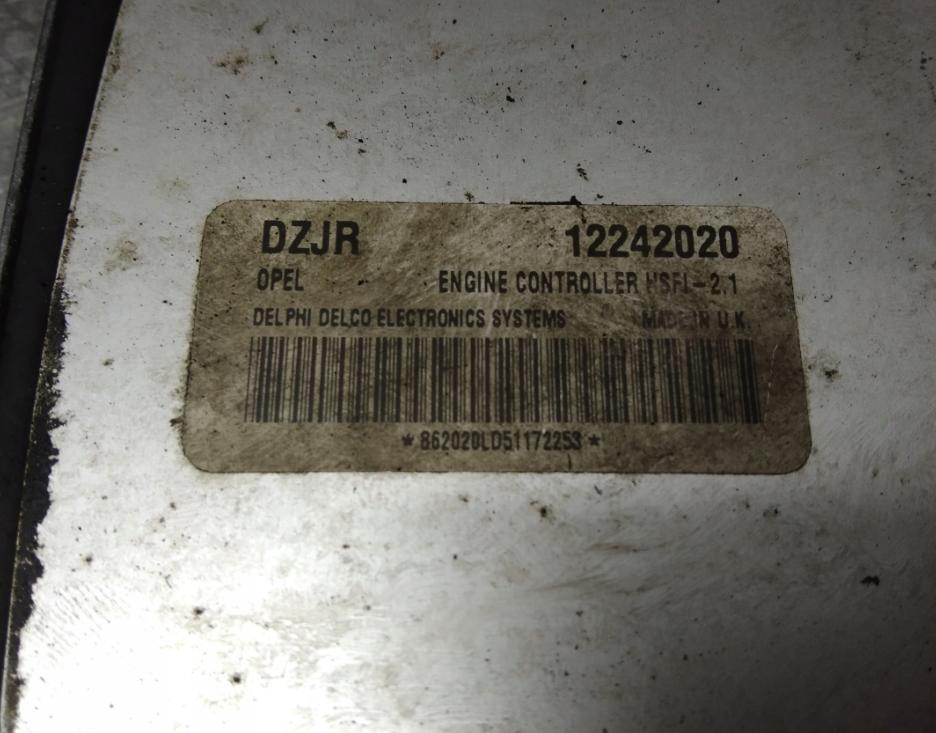 DZJR 12242020
OPEL ENGINE CONTROLLER HSFI-2.1
DELPHI DELCO ELECTRONICS SYSTEMS MADE IN U.K.
*862020LD51172253*